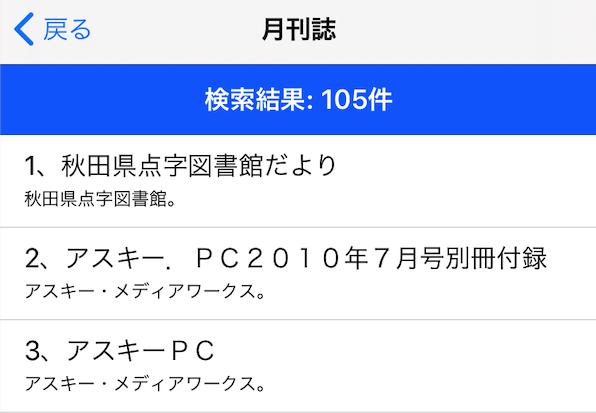 戻る
月刊誌
検索結果: 105件
1、秋田県点字図書館だより
秋田県点字図書館。
2、アスキー．ＰＣ２０１０年７月号別冊付録
アスキー・メディアワークス。
3、アスキーＰＣ
アスキー・メディアワークス。